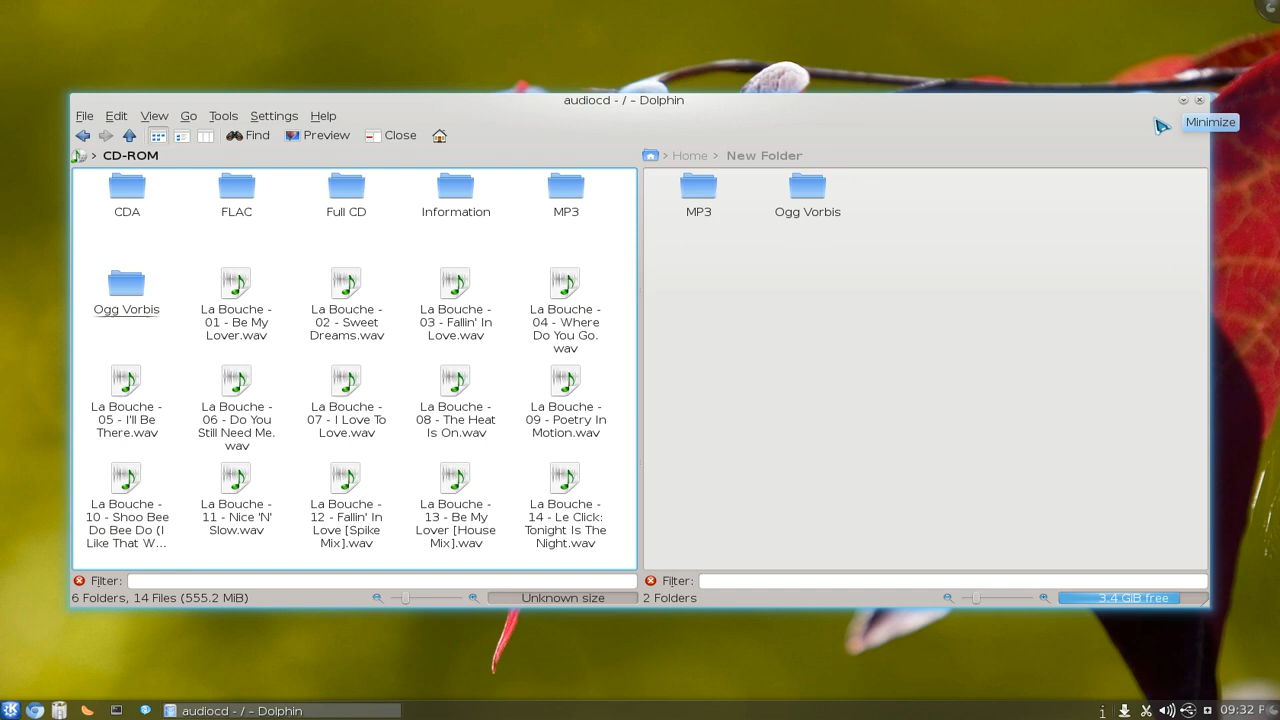 audiocd - / – Dolphin
File Edit View Go Tools Settings Help
Minimize
Find Preview Close
> CD-ROM
> Home > New Folder
CDA FLAC Full CD Information MP3
MP3 Ogg Vorbis
Ogg Vorbis
La Bouche -
01 - Be My
Lover.wav
La Bouche -
02 - Sweet
Dreams.wav
La Bouche -
03 - Fallin' In
Love.wav
La Bouche -
04 - Where
Do You Go.
wav
La Bouche -
05 - I'll Be
There.wav
La Bouche -
06 - Do You
Still Need Me.
wav
La Bouche -
07 - I Love To
Love.wav
La Bouche -
08 - The Heat
Is On.wav
La Bouche -
09 - Poetry In
Motion.wav
La Bouche -
10 - Shoo Bee
Do Bee Do (I
Like That W...
La Bouche -
11 - Nice 'N'
Slow.wav
La Bouche -
12 - Fallin' In
Love [Spike
Mix].wav
La Bouche -
13 - Be My
Lover [House
Mix].wav
La Bouche -
14 - Le Click:
Tonight Is The
Night.wav
Filter:
Filter:
6 Folders, 14 Files (555.2 MiB) Unknown size
2 Folders 3.4 GiB free
audiocd - / – Dolphin
09:32